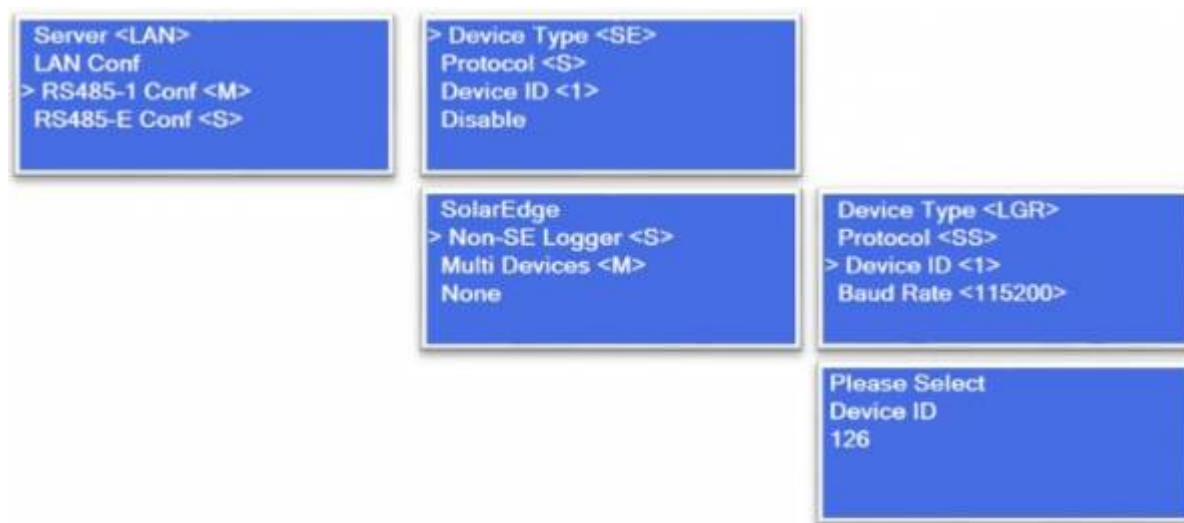 Server <LAN>
LAN Conf
> RS485-1 Conf <M>
RS485-E Conf <S>
> Device Type <SE>
Protocol <S>
Device ID <1>
Disable
SolarEdge
> Non-SE Logger <S>
Multi Devices <M>
None
Device Type <LGR>
Protocol <SS>
> Device ID <1>
Baud Rate <115200>
Please Select
Device ID
126